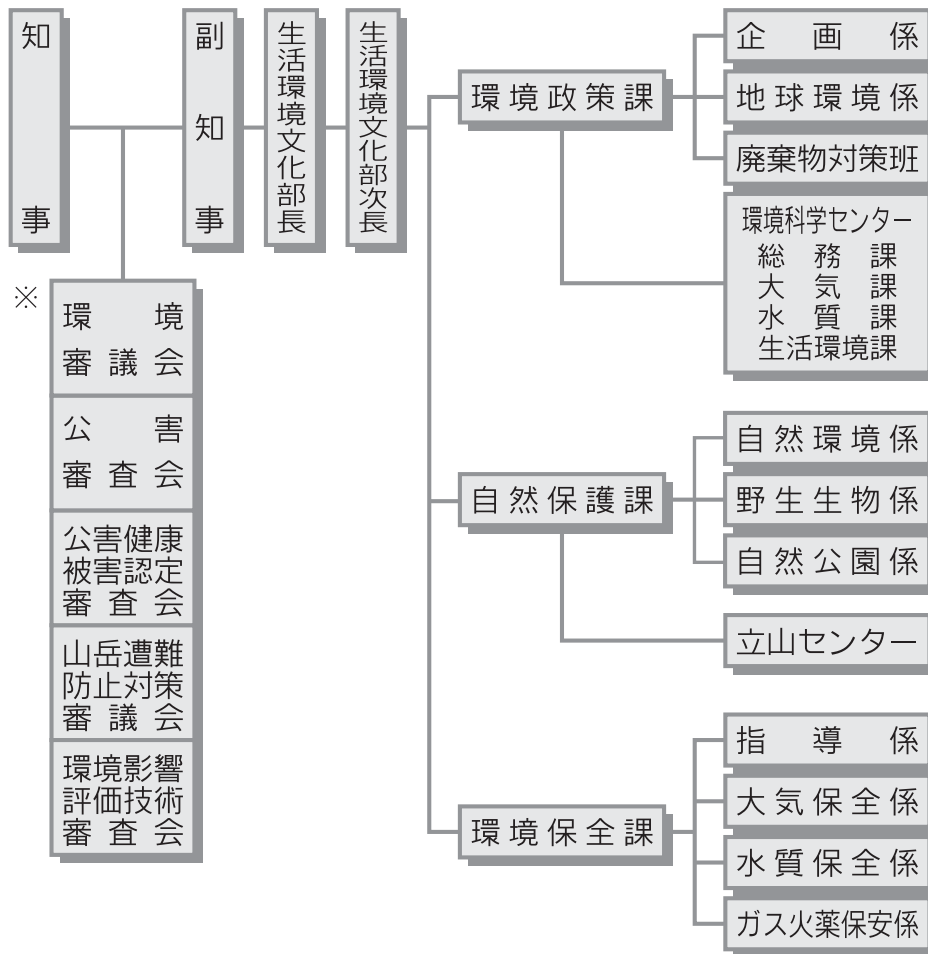 知事
副知事
生活環境文化部長
生活環境文化部次長
※
環境
審議会
公害
審査会
公害健康
被害認定
審査会
山岳遭難
防止対策
審議会
環境影響
評価技術
審査会
環境政策課
企画係
地球環境係
廃棄物対策班
環境科学センター
総務課
大気課
水質課
生活環境課
自然保護課
自然環境係
野生生物係
自然公園係
立山センター
環境保全課
指導係
大気保全係
水質保全係
ガス火薬保安係